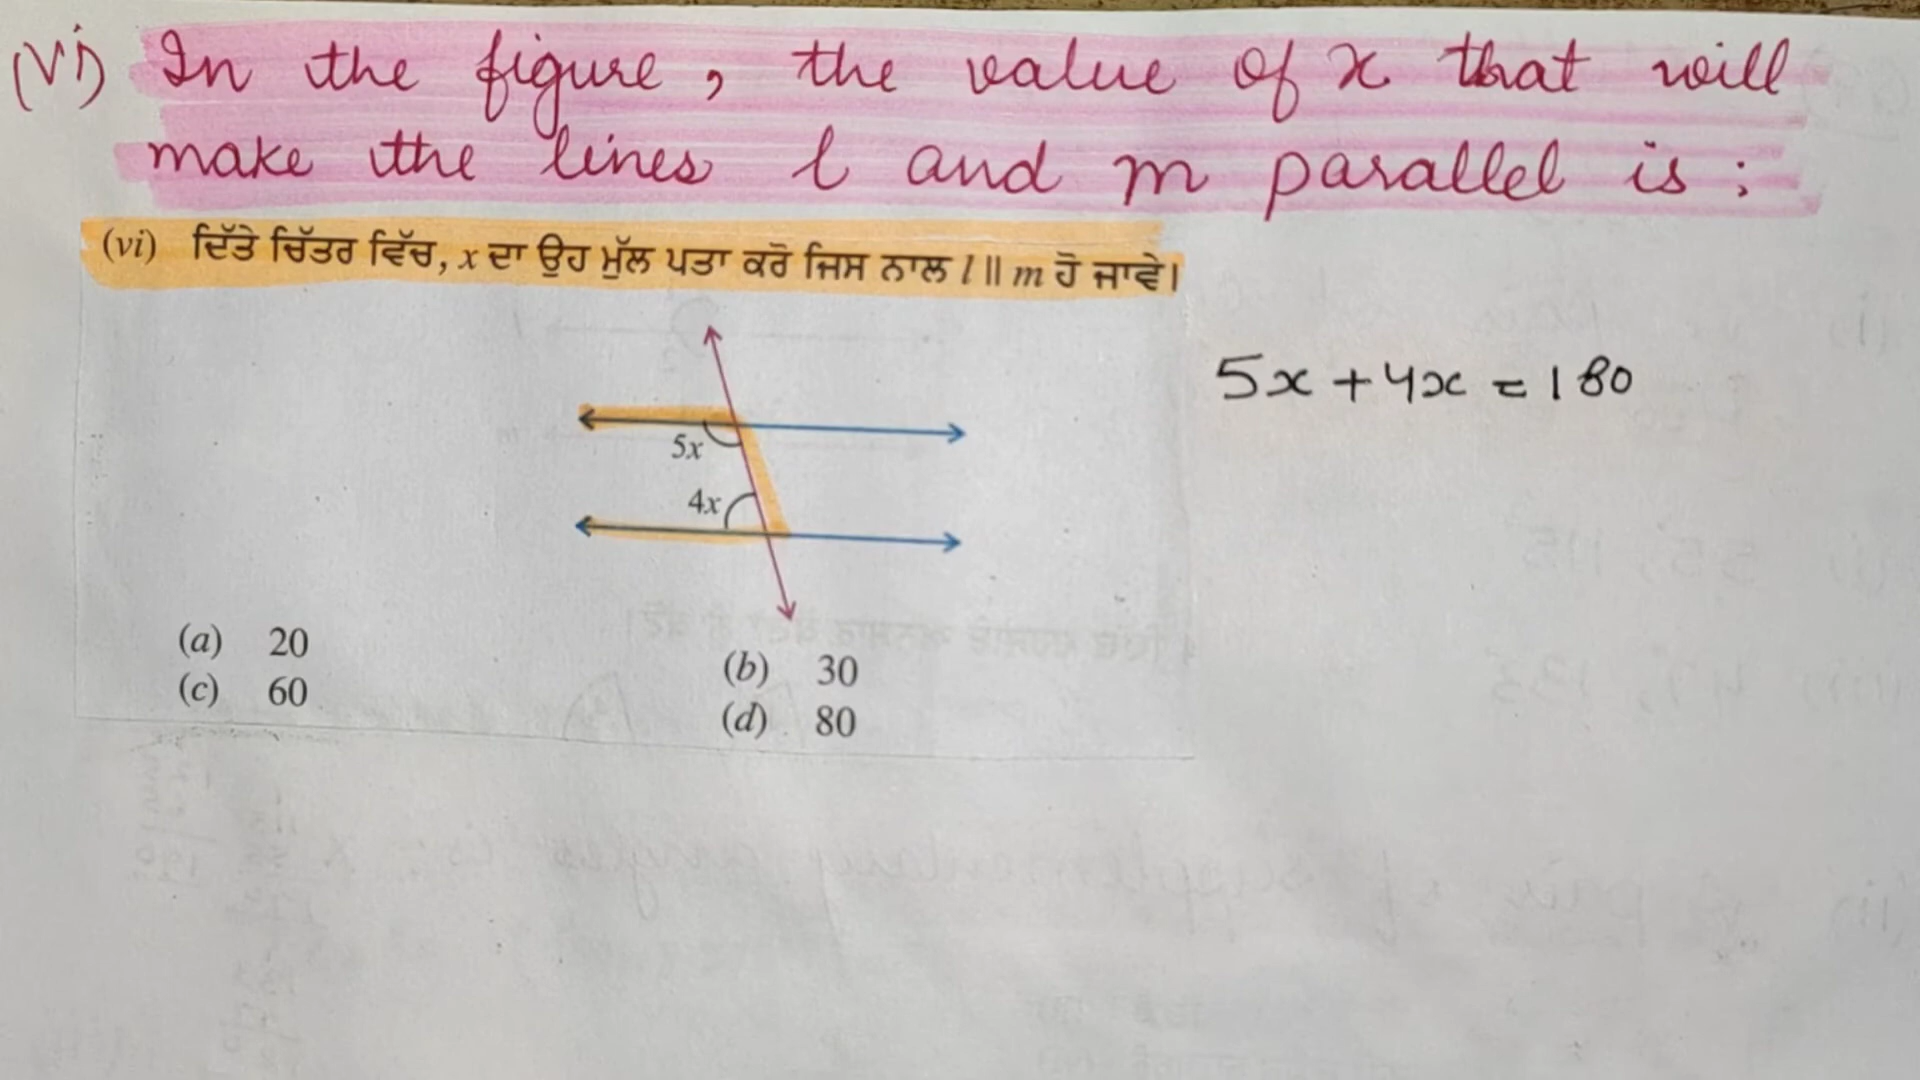 (vi) In the figure, the value of x that will
make the lines l and m parallel is :
(vi) ਦਿੱਤੇ ਚਿੱਤਰ ਵਿੱਚ, x ਦਾ ਉਹ ਮੁੱਲ ਪਤਾ ਕਰੋ ਜਿਸ ਨਾਲ l || m ਹੋ ਜਾਵੇ।
5x + 4x = 180
5x
4x
(a) 20
(b) 30
(c) 60
(d) 80